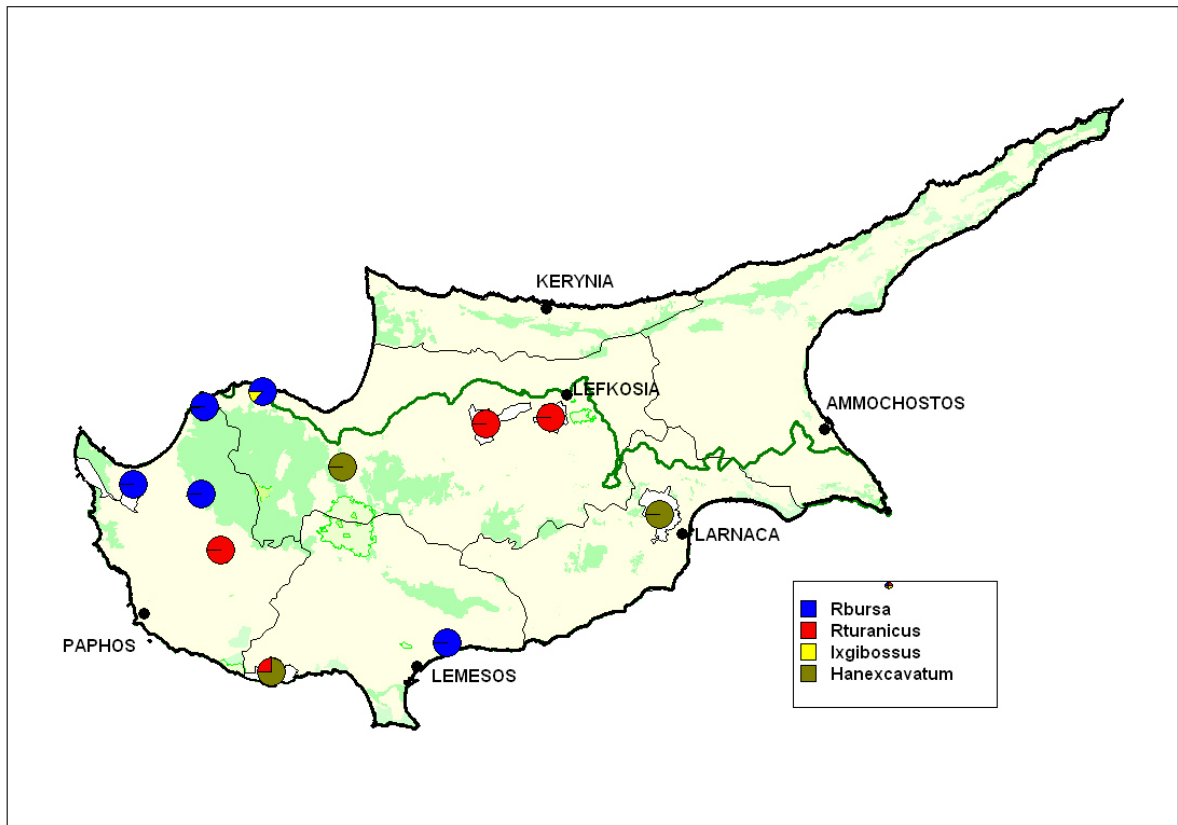 KERYNIA
LEFKOSIA
AMMOCHOSTOS
LARNACA
PAPHOS
LEMESOS
Rbursa
Rturanicus
Ixgibossus
Hanexcavatum